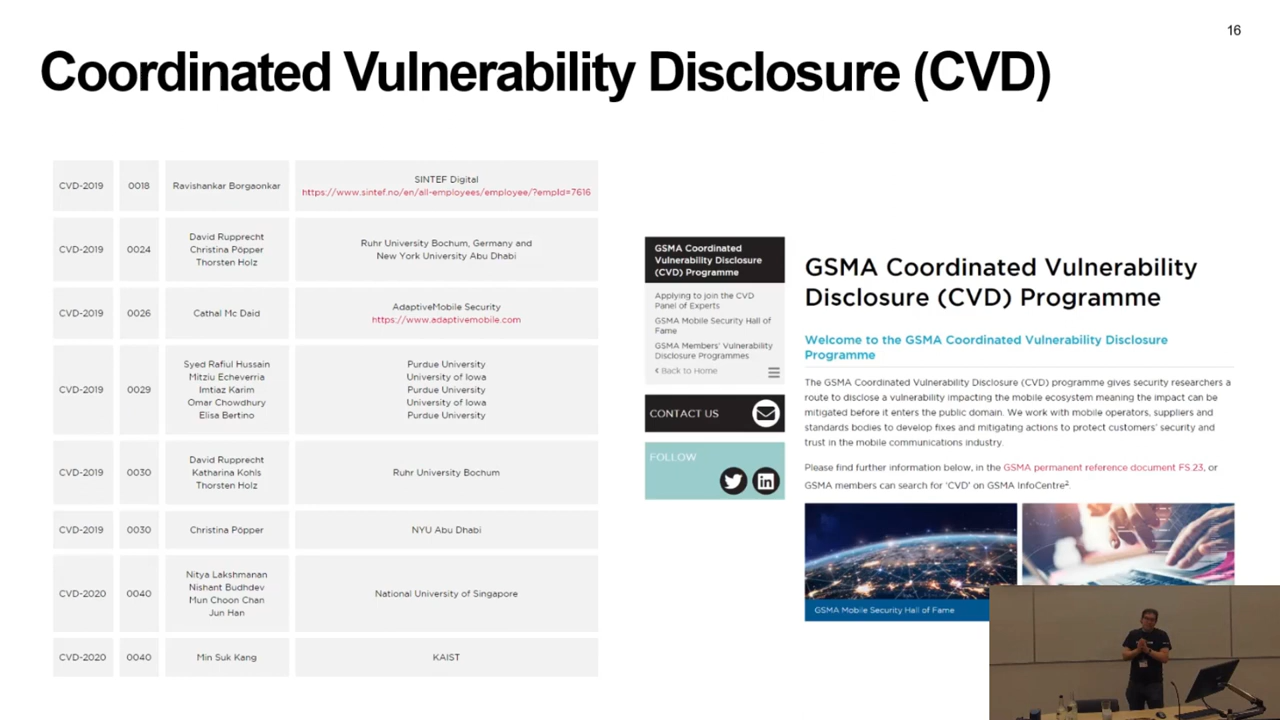 16
Coordinated Vulnerability Disclosure (CVD)
CVD-2019
0018
Ravishankar Borgaonkar
SINTEF Digital
https://www.sintef.no/en/all-employees/employee/?empId=7616
CVD-2019
0024
David Rupprecht
Christina Pöpper
Thorsten Holz
Ruhr University Bochum, Germany and
New York University Abu Dhabi
CVD-2019
0026
Cathal Mc Daid
AdaptiveMobile Security
https://www.adaptivemobile.com
CVD-2019
0029
Syed Rafiul Hussain
Mitziu Echeverria
Imtiaz Karim
Omar Chowdhury
Elisa Bertino
Purdue University
University of Iowa
Purdue University
University of Iowa
Purdue University
CVD-2019
0030
David Rupprecht
Katharina Kohls
Thorsten Holz
Ruhr University Bochum
CVD-2019
0030
Christina Pöpper
NYU Abu Dhabi
CVD-2020
0040
Nitya Lakshmanan
Nishant Budhdev
Mun Choon Chan
Jun Han
National University of Singapore
CVD-2020
0040
Min Suk Kang
KAIST
GSMA Coordinated
Vulnerability Disclosure
(CVD) Programme
Applying to join the CVD
Panel of Experts
GSMA Mobile Security Hall of
Fame
GSMA Members' Vulnerability
Disclosure Programmes
‹ Back to Home
CONTACT US
FOLLOW
GSMA Coordinated Vulnerability
Disclosure (CVD) Programme
Welcome to the GSMA Coordinated Vulnerability Disclosure
Programme
The GSMA Coordinated Vulnerability Disclosure (CVD) programme gives security researchers a
route to disclose a vulnerability impacting the mobile ecosystem meaning the impact can be
mitigated before it enters the public domain. We work with mobile operators, suppliers and
standards bodies to develop fixes and mitigating actions to protect customers' security and
trust in the mobile communications industry.
Please find further information below, in the GSMA permanent reference document FS.23, or
GSMA members can search for 'CVD' on GSMA InfoCentre².
GSMA Mobile Security Hall of Fame